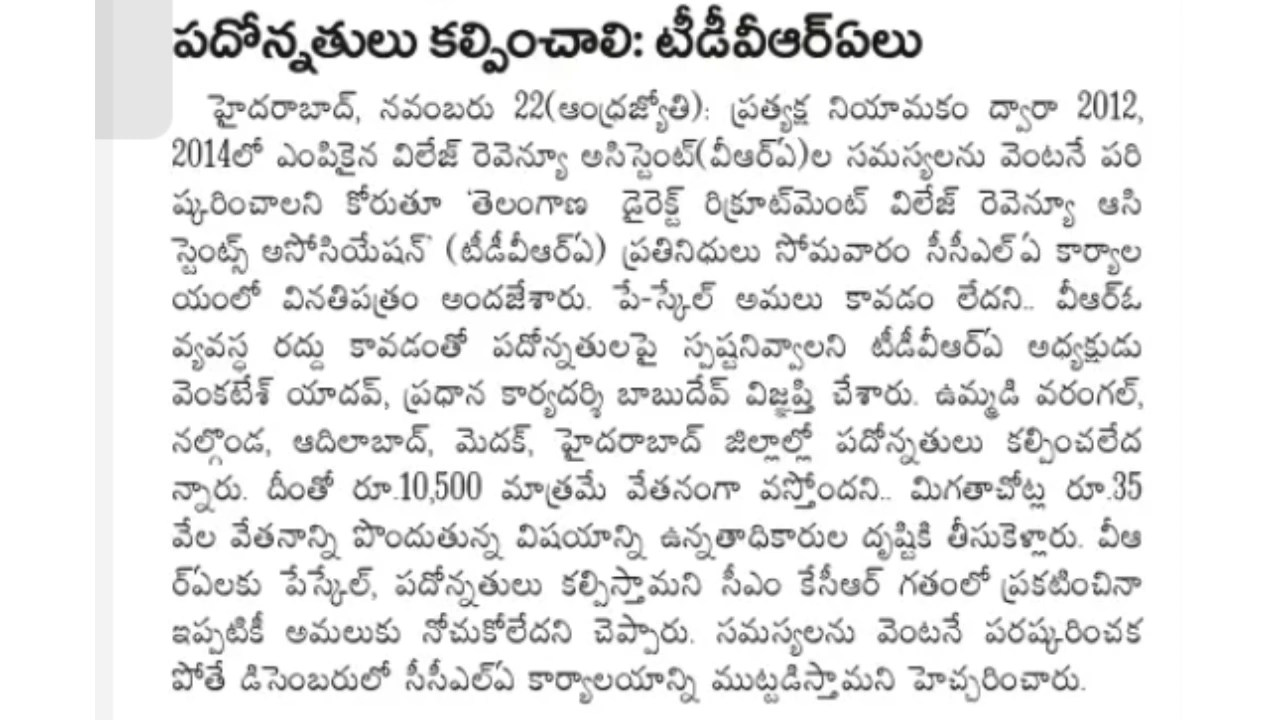 పదోన్నతులు కల్పించాలి: టీడీవీఆర్ఏలు
హైదరాబాద్, నవంబరు 22(ఆంధ్రజ్యోతి): ప్రత్యక్ష నియామకం ద్వారా 2012,
2014లో ఎంపికైన విలేజ్ రెవెన్యూ అసిస్టెంట్(వీఆర్ఏ)ల సమస్యలను వెంటనే పరి
ష్కరించాలని కోరుతూ 'తెలంగాణ డైరెక్ట్ రిక్రూట్‌మెంట్ విలేజ్ రెవెన్యూ ఆసి
స్టెంట్స్ అసోసియేషన్' (టీడీవీఆర్ఏ) ప్రతినిధులు సోమవారం సీసీఎల్ఏ కార్యాల
యంలో వినతిపత్రం అందజేశారు. పే-స్కేల్ అమలు కావడం లేదని.. వీఆర్ఓ
వ్యవస్థ రద్దు కావడంతో పదోన్నతులపై స్పష్టనివ్వాలని టీడీవీఆర్ఏ అధ్యక్షుడు
వెంకటేశ్ యాదవ్, ప్రధాన కార్యదర్శి బాబుదేవ్ విజ్ఞప్తి చేశారు. ఉమ్మడి వరంగల్,
నల్గొండ, ఆదిలాబాద్, మెదక్, హైదరాబాద్ జిల్లాల్లో పదోన్నతులు కల్పించలేద
న్నారు. దీంతో రూ.10,500 మాత్రమే వేతనంగా వస్తోందని.. మిగతాచోట్ల రూ.35
వేల వేతనాన్ని పొందుతున్న విషయాన్ని ఉన్నతాధికారుల దృష్టికి తీసుకెళ్లారు. వీఆ
ర్ఏలకు పేస్కేల్, పదోన్నతులు కల్పిస్తామని సీఎం కేసీఆర్ గతంలో ప్రకటించినా
ఇప్పటికీ అమలుకు నోచుకోలేదని చెప్పారు. సమస్యలను వెంటనే పరష్కరించక
పోతే డిసెంబరులో సీసీఎల్ఏ కార్యాలయాన్ని ముట్టడిస్తామని హెచ్చరించారు.